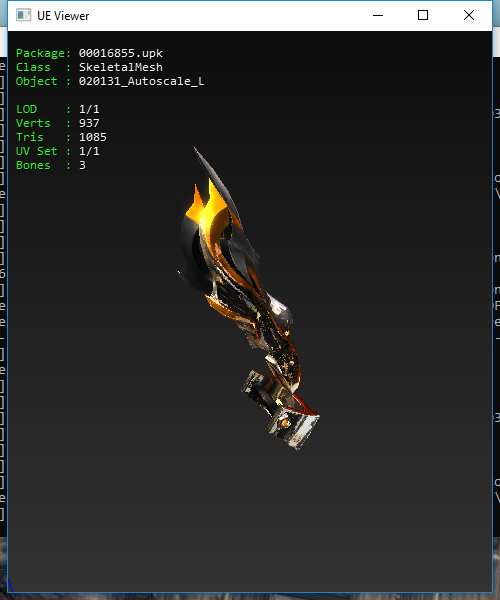 UE Viewer
Package: 00016855.upk
Class : SkeletalMesh
Object : 020131_Autoscale_L
LOD : 1/1
Verts : 937
Tris : 1085
UV Set : 1/1
Bones : 3